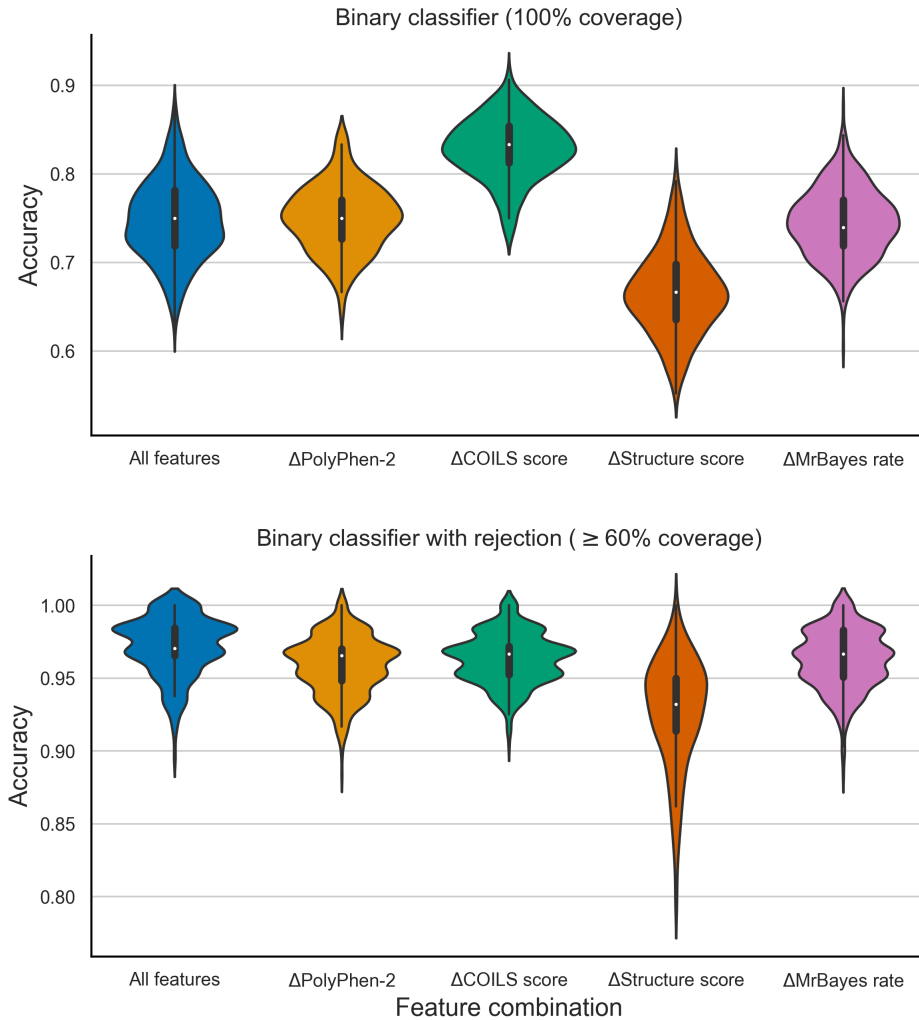 Binary classifier (100% coverage)
Accuracy
0.9
0.8
0.7
0.6
All features ΔPolyPhen-2 ΔCOILS score ΔStructure score ΔMrBayes rate
Binary classifier with rejection ( ≥ 60% coverage)
Accuracy
1.00
0.95
0.90
0.85
0.80
All features ΔPolyPhen-2 ΔCOILS score ΔStructure score ΔMrBayes rate
Feature combination